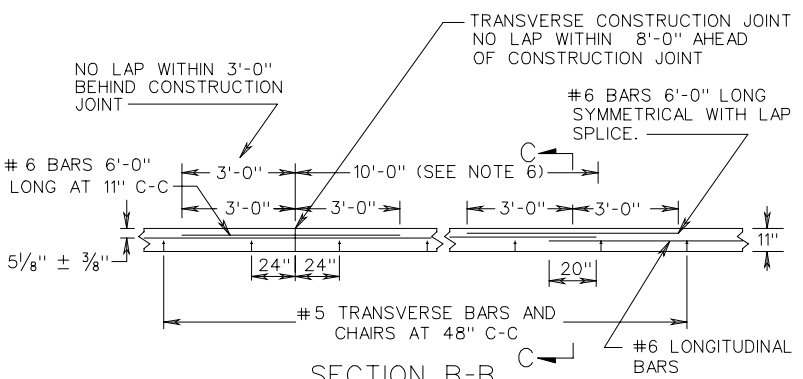 TRANSVERSE CONSTRUCTION JOINT
NO LAP WITHIN 8'-0" AHEAD
OF CONSTRUCTION JOINT
NO LAP WITHIN 3'-0"
BEHIND CONSTRUCTION
JOINT
#6 BARS 6'-0" LONG
SYMMETRICAL WITH LAP
SPLICE.
C
# 6 BARS 6'-0"
LONG AT 11" C-C
3'-0"
10'-0" (SEE NOTE 6)
3'-0"
3'-0"
3'-0"
3'-0"
11"
5⅛" ± ⅜"
24"
24"
20"
#5 TRANSVERSE BARS AND
CHAIRS AT 48" C-C
C
#6 LONGITUDINAL
BARS
SECTION B-B